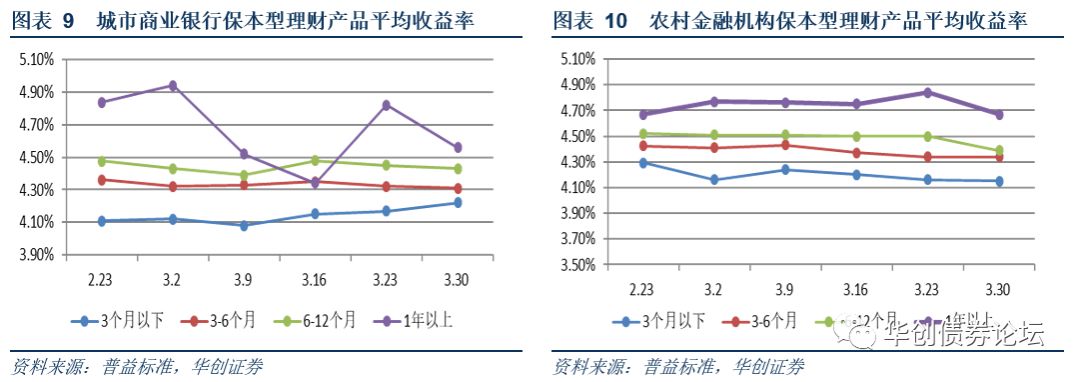 图表 9 城市商业银行保本型理财产品平均收益率
5.10%
4.90%
4.70%
4.50%
4.30%
4.10%
3.90%
2.23 3.2 3.9 3.16 3.23 3.30
3个月以下 3-6个月 6-12个月 1年以上
资料来源：普益标准，华创证券
图表 10 农村金融机构保本型理财产品平均收益率
5.10%
4.90%
4.70%
4.50%
4.30%
4.10%
3.90%
3.70%
3.50%
2.23 3.2 3.9 3.16 3.23 3.30
3个月以下 3-6个月 -12个月 1年以上
华创债券论坛
资料来源：普益标准，华创证券